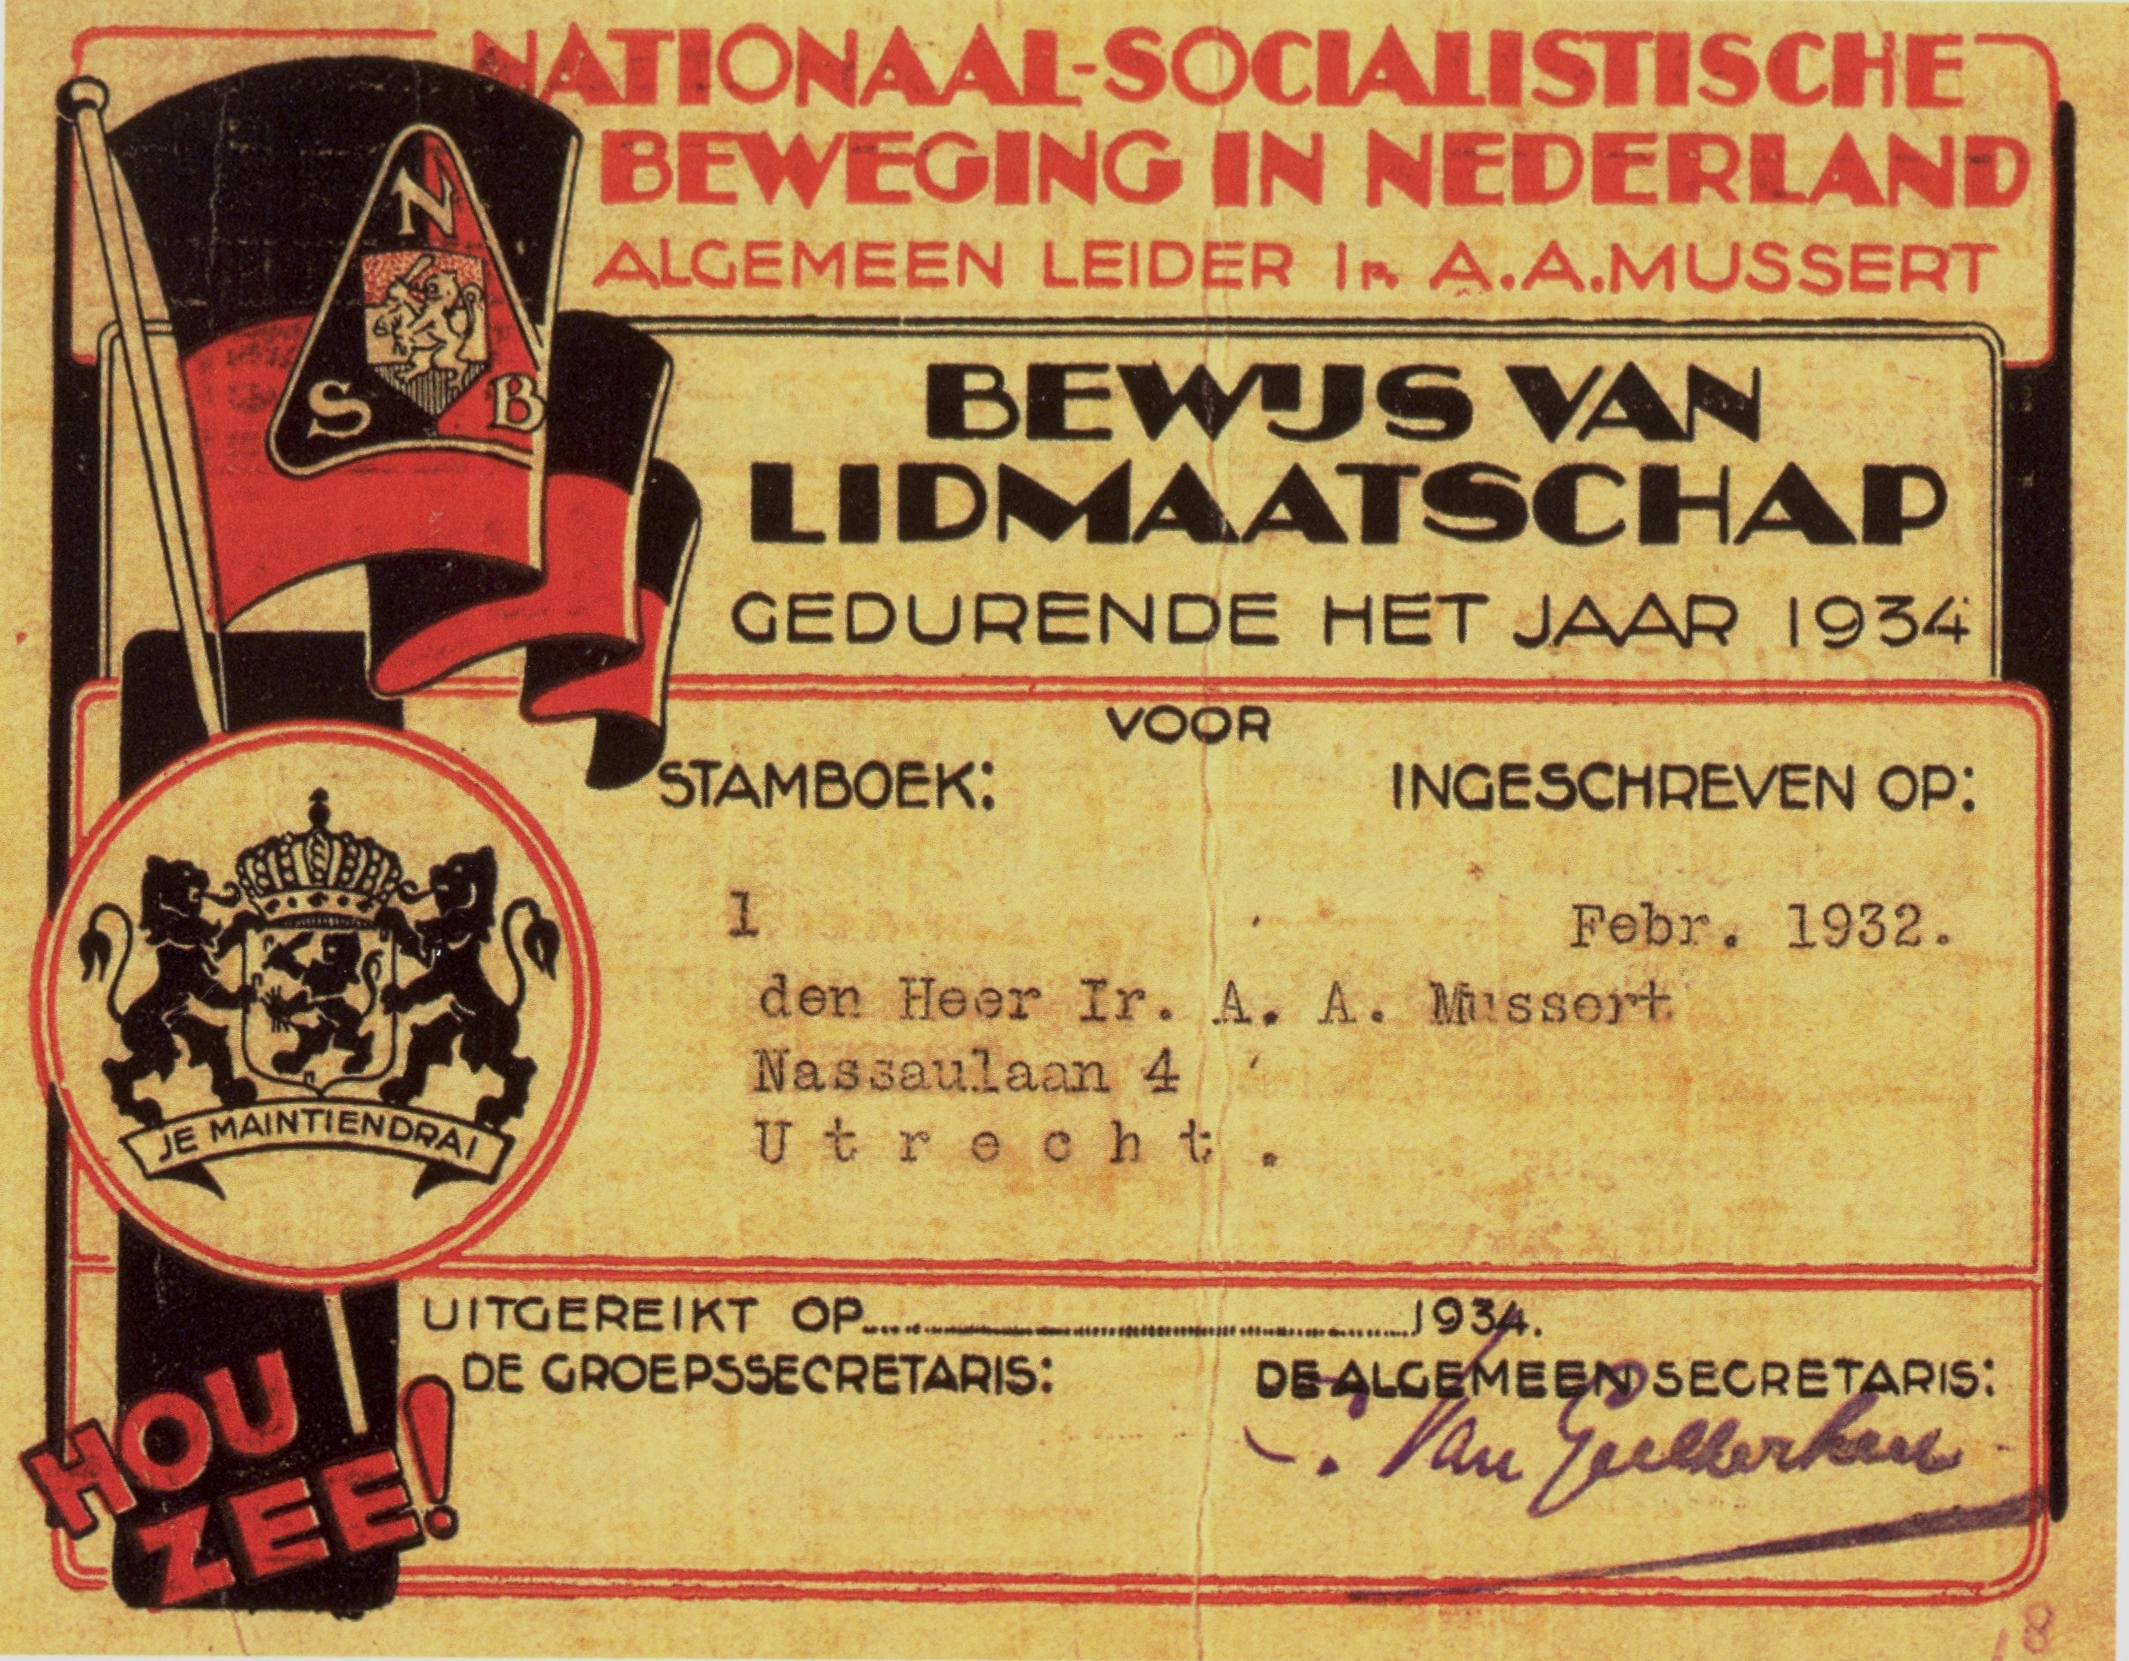 NATIONAAL-SOCIALISTISCHE
BEWEGING IN NEDERLAND
ALGEMEEN LEIDER Ir. A.A. MUSSERT
N
S B
BEWIJS VAN
LIDMAATSCHAP
GEDURENDE HET JAAR 1934
VOOR
STAMBOEK: INGESCHREVEN OP:
1 Febr. 1932.
den Heer Ir. A. A. Mussert
Nassaulaan 4
Utrecht.
JE MAINTIENDRAI
UITGEREIKT OP 1934.
DE GROEPSSECRETARIS: DE ALGEMEEN SECRETARIS:
v. Geelkerken
HOU
ZEE!
18